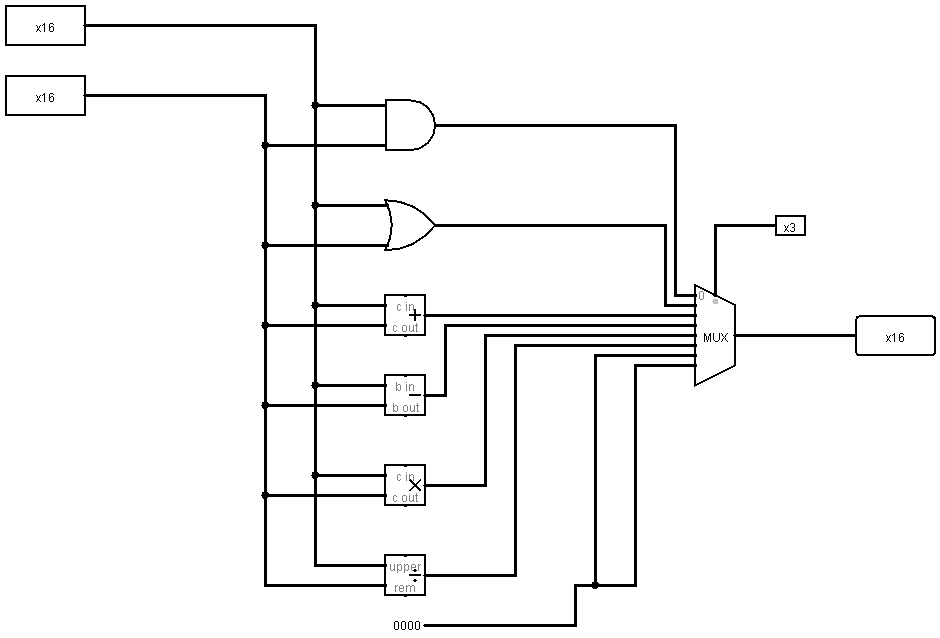 x16
x16
c in
+
c out
b in
−
b out
c in
×
c out
upper
÷
rem
0000
x3
0
MUX
x16